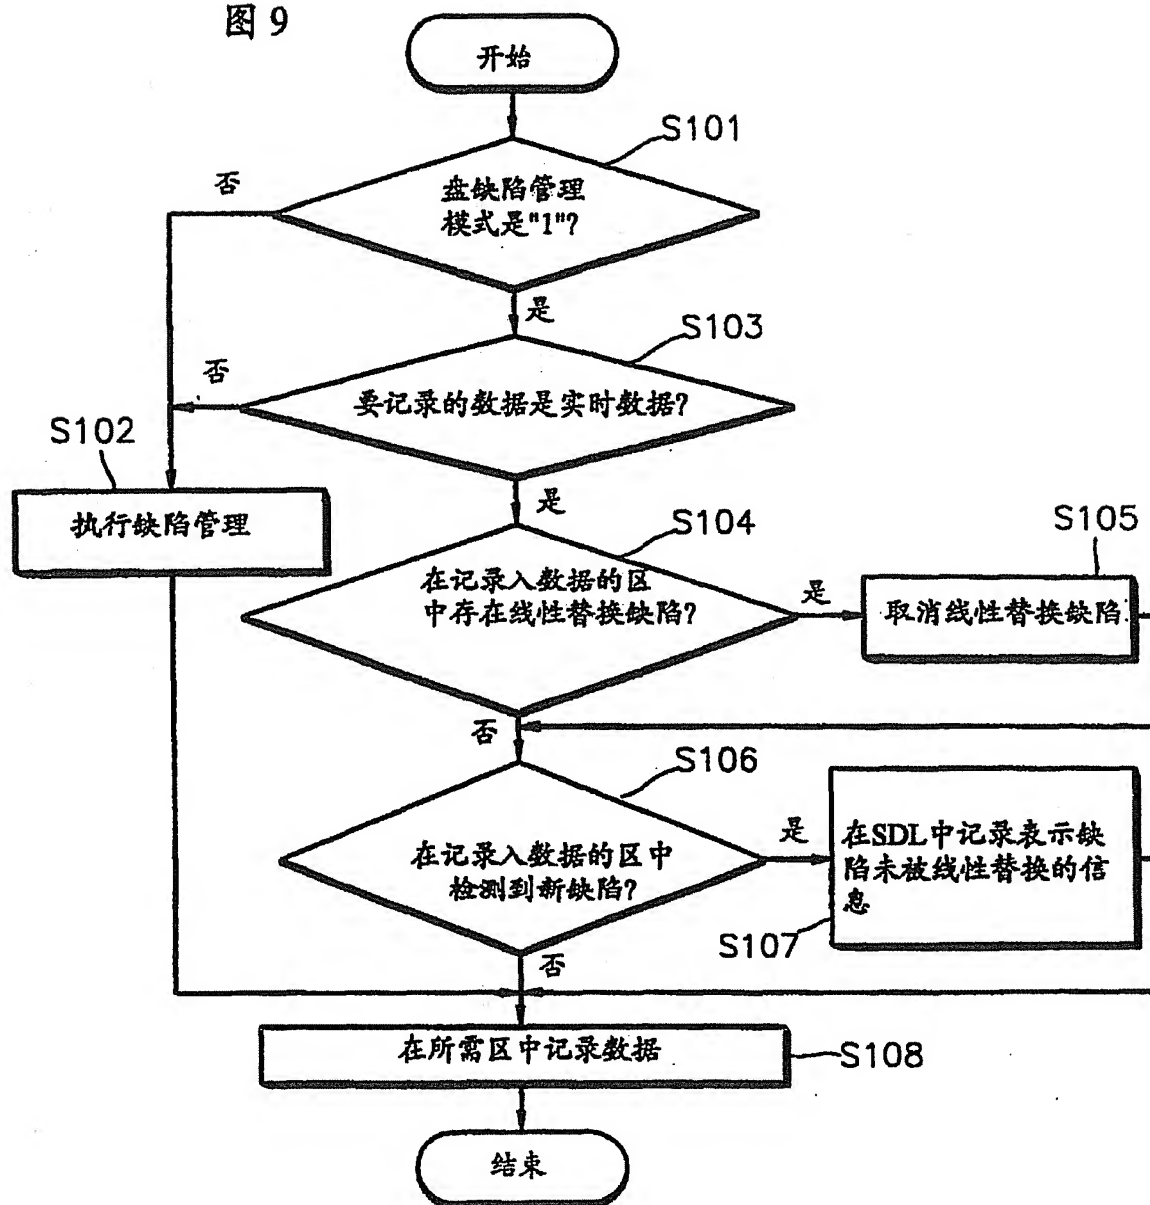 图 9
开始
S101
盘缺陷管理
模式是"1"?
否
是
S103
要记录的数据是实时数据?
否
S102
执行缺陷管理
是
S104
在记录入数据的区
中存在线性替换缺陷?
是
S105
取消线性替换缺陷
否
S106
在记录入数据的区中
检测到新缺陷?
是
在SDL中记录表示缺
陷未被线性替换的信
息
S107
否
在所需区中记录数据
S108
结束